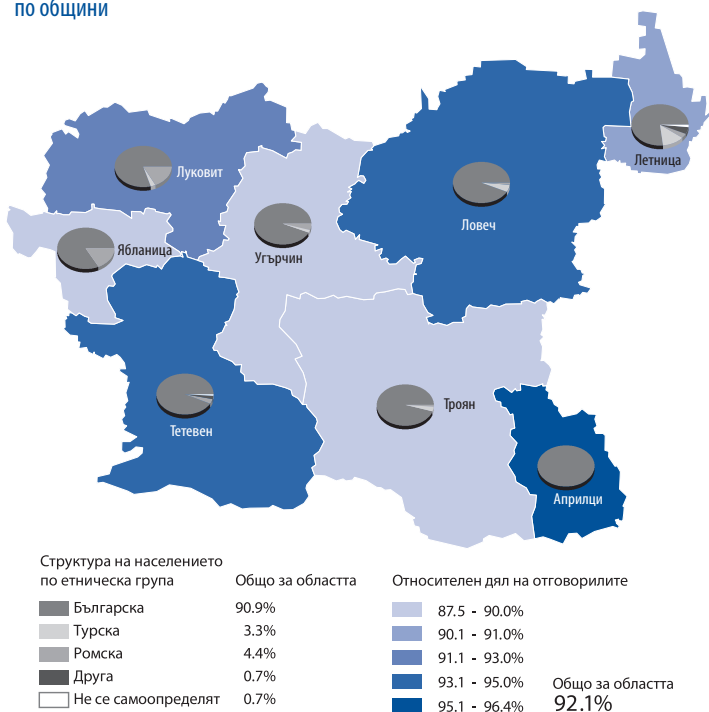 по общини
Летница
Луковит
Ловеч
Ябланица
Угърчин
Троян
Тетевен
Априлци
Структура на населението
по етническа група
Общо за областта
Българска 90.9%
Турска 3.3%
Ромска 4.4%
Друга 0.7%
Не се самоопределят 0.7%
Относителен дял на отговорилите
87.5 - 90.0%
90.1 - 91.0%
91.1 - 93.0%
93.1 - 95.0%
95.1 - 96.4%
Общо за областта
92.1%